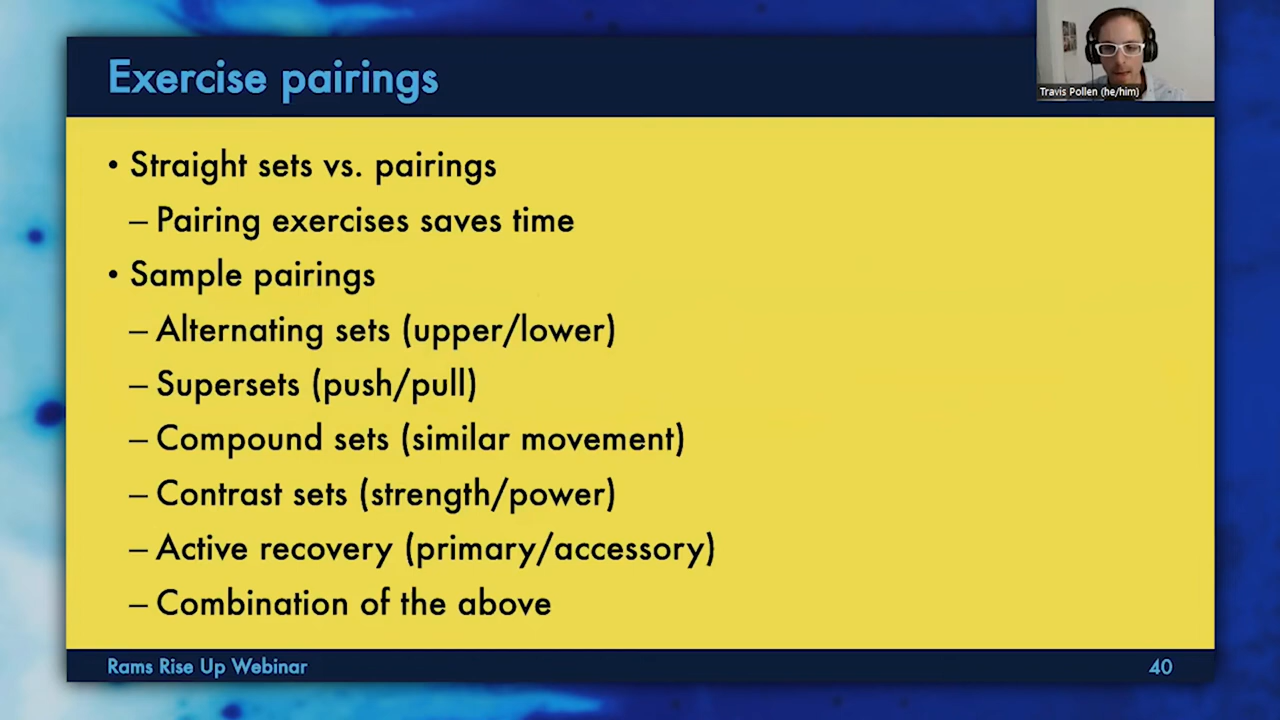 Exercise pairings
Travis Pollen (he/him)
• Straight sets vs. pairings
– Pairing exercises saves time
• Sample pairings
– Alternating sets (upper/lower)
– Supersets (push/pull)
– Compound sets (similar movement)
– Contrast sets (strength/power)
– Active recovery (primary/accessory)
– Combination of the above
Rams Rise Up Webinar
40